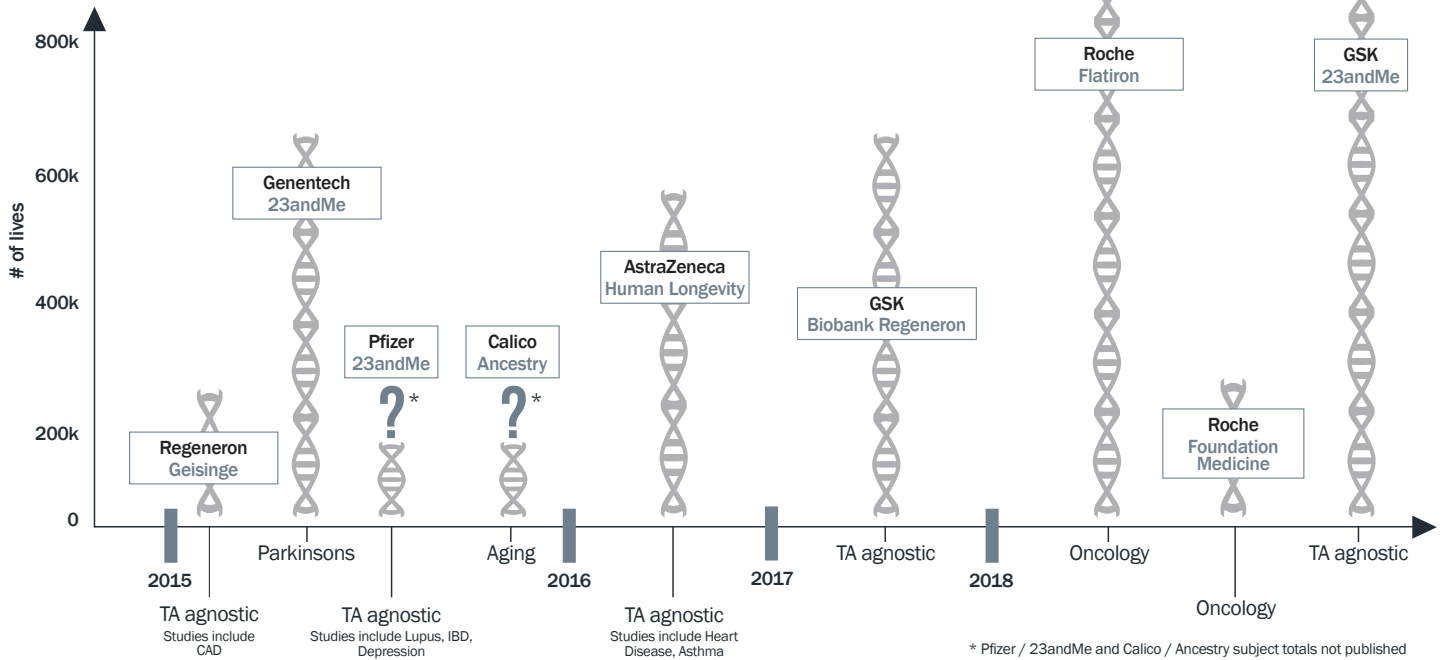 800k
600k
400k
200k
0
# of lives
Regeneron
Geisinge
Genentech
23andMe
Pfizer
23andMe
?*
Calico
Ancestry
?*
AstraZeneca
Human Longevity
GSK
Biobank Regeneron
Roche
Flatiron
Roche
Foundation
Medicine
GSK
23andMe
2015
2016
2017
2018
TA agnostic
Studies include
CAD
Parkinsons
TA agnostic
Studies include Lupus, IBD,
Depression
Aging
TA agnostic
Studies include Heart
Disease, Asthma
TA agnostic
Oncology
Oncology
TA agnostic
* Pfizer / 23andMe and Calico / Ancestry subject totals not published